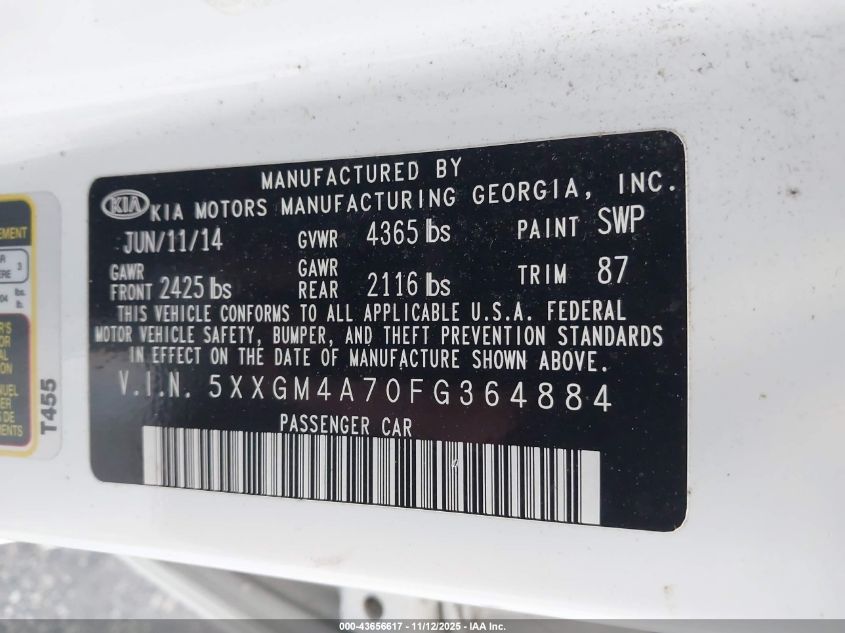 MANUFACTURED BY
KIA KIA MOTORS MANUFACTURING GEORGIA, INC.
JUN/11/14 GVWR 4365 lbs PAINT SWP
GAWR FRONT 2425 lbs GAWR REAR 2116 lbs TRIM 87
THIS VEHICLE CONFORMS TO ALL APPLICABLE U.S.A. FEDERAL
MOTOR VEHICLE SAFETY, BUMPER, AND THEFT PREVENTION STANDARDS
IN EFFECT ON THE DATE OF MANUFACTURE SHOWN ABOVE.
V.I.N. 5XXGM4A70FG364884
PASSENGER CAR
T455
000-43656617 - 11/12/2025 - IAA Inc.